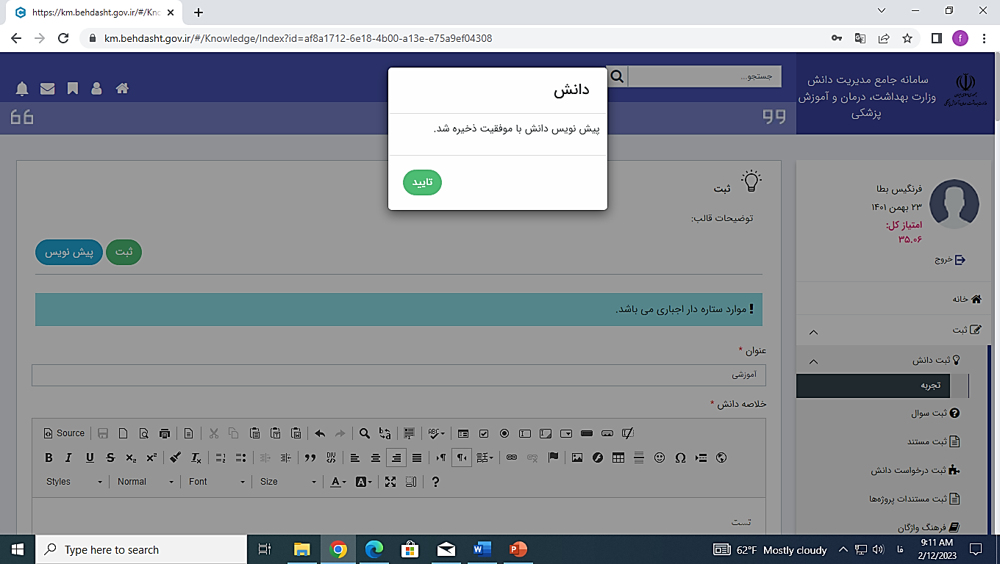 https://km.behdasht.gov.ir/#/Kno
km.behdasht.gov.ir/#/Knowledge/Index?id=af8a1712-6e18-4b00-a13e-e75a9ef04308
f
سامانه جامع مدیریت دانش
وزارت بهداشت، درمان و آموزش
پزشکی
جستجو...
دانش
پیش نویس دانش با موفقیت ذخیره شد.
تایید
فرنگیس بطا
۲۳ بهمن ۱۴۰۱
امتیاز کل:
۳۵.۰۶
خروج
خانه
ثبت
ثبت دانش
تجربه
ثبت سوال
ثبت مستند
ثبت درخواست دانش
ثبت مستندات پروژه‌ها
فرهنگ واژگان
ثبت
توضیحات قالب:
ثبت
پیش نویس
موارد ستاره دار اجباری می باشد.
عنوان *
آموزشی
خلاصه دانش *
Source
Styles Normal Font Size
تست
Type here to search
62°F Mostly cloudy
فا
9:11 AM
2/12/2023